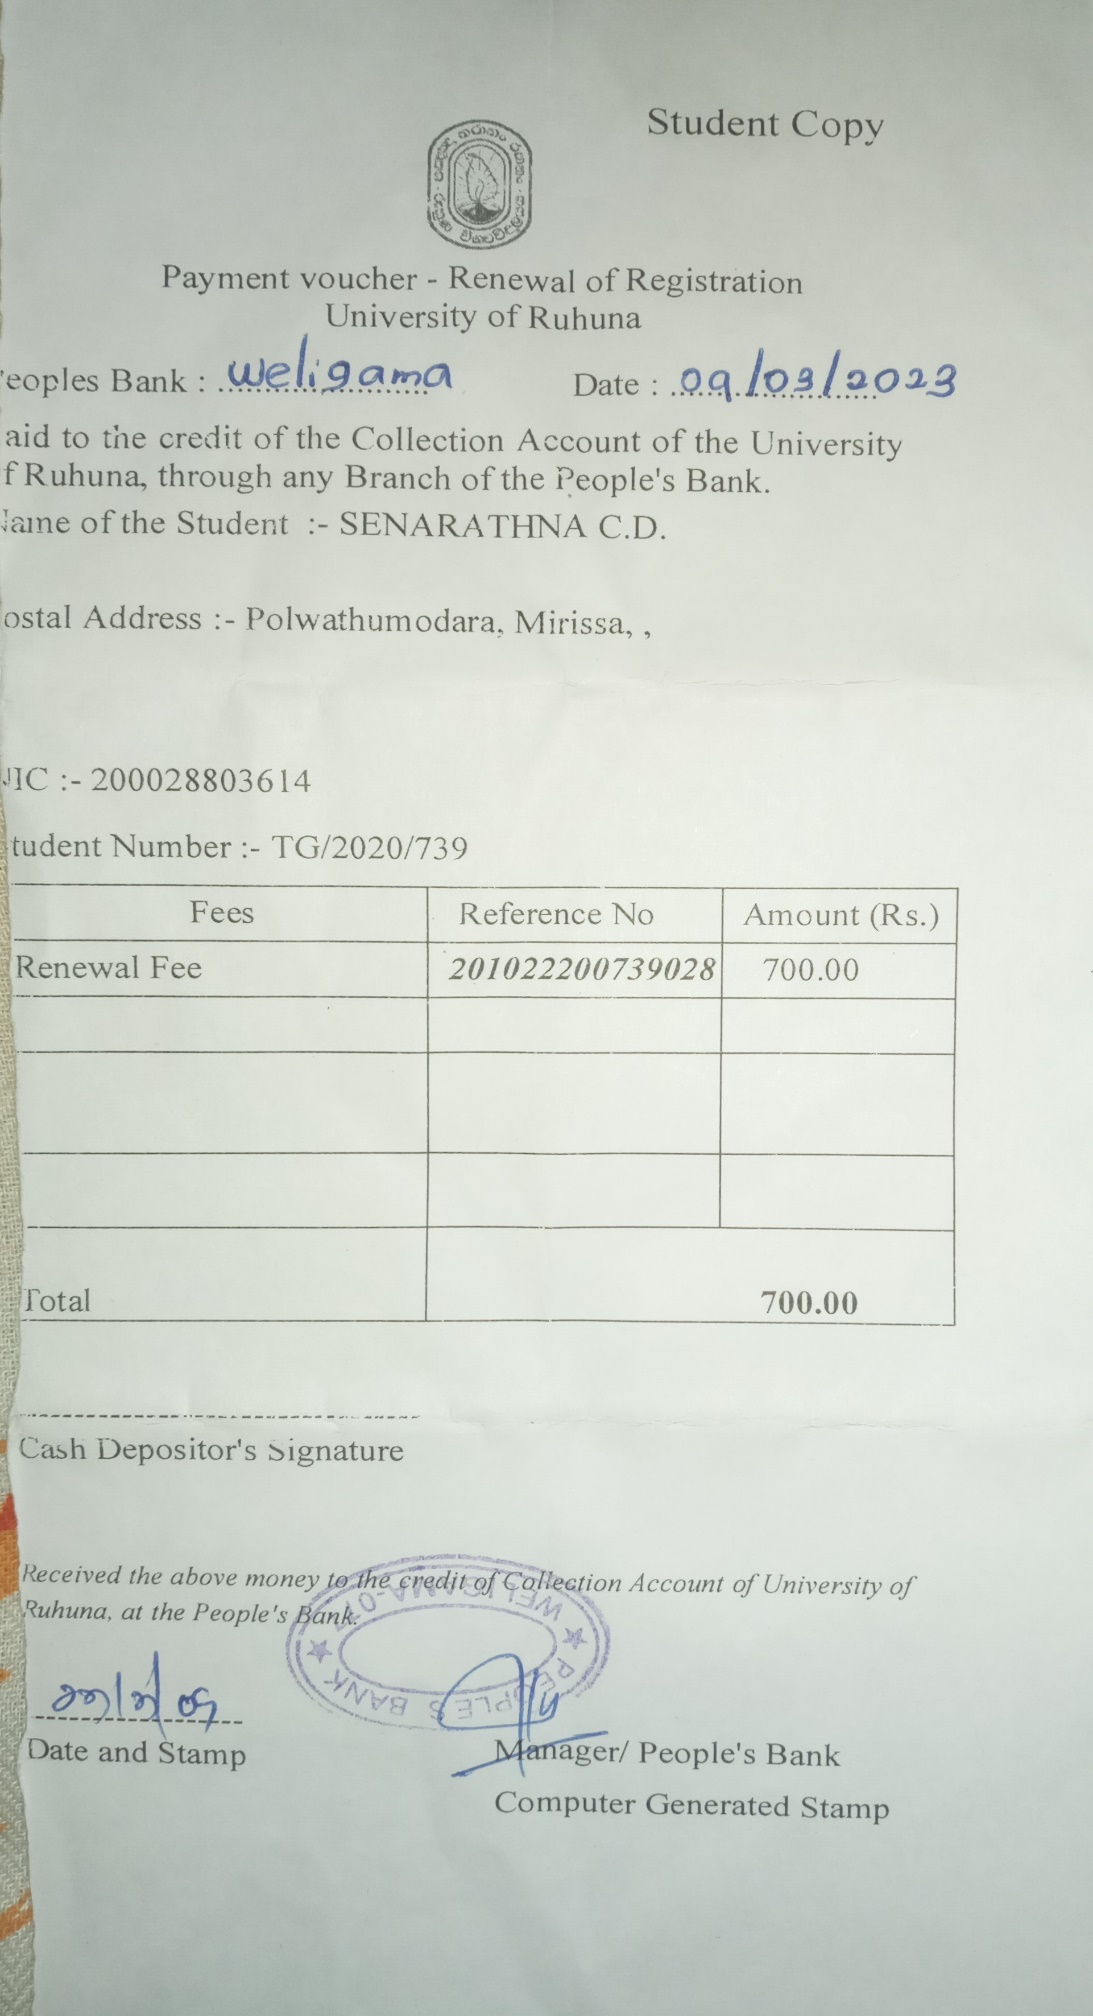 Student Copy
Payment voucher - Renewal of Registration
University of Ruhuna
eoples Bank : weligama Date : 09/03/2023
aid to the credit of the Collection Account of the University
f Ruhuna, through any Branch of the People's Bank.
ame of the Student :- SENARATHNA C.D.
ostal Address :- Polwathumodara, Mirissa, ,
IC :- 200028803614
tudent Number :- TG/2020/739
Fees Reference No Amount (Rs.)
Renewal Fee 201022200739028 700.00
Total 700.00
Cash Depositor's Signature
Received the above money to the credit of Collection Account of University of
Ruhuna, at the People's Bank.
PEOPLES BANK
Date and Stamp
Manager/ People's Bank
Computer Generated Stamp